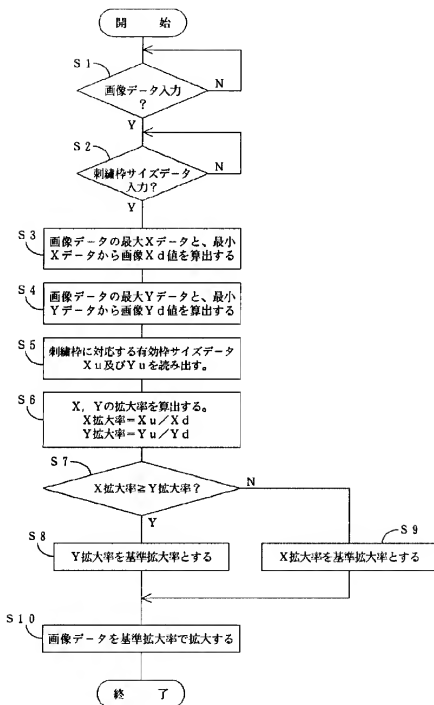 開 始
S1
画像データ入力
?
N
Y
S2
刺繍枠サイズデータ
入力?
N
Y
S3
画像データの最大Xデータと、最小
Xデータから画像Xd値を算出する
S4
画像データの最大Yデータと、最小
Yデータから画像Yd値を算出する
S5
刺繍枠に対応する有効枠サイズデータ
Xu及びYuを読み出す。
S6
X,Yの拡大率を算出する。
X拡大率=Xu/Xd
Y拡大率=Yu/Yd
S7
X拡大率≧Y拡大率?
N
Y
S8
Y拡大率を基準拡大率とする
S9
X拡大率を基準拡大率とする
S10
画像データを基準拡大率で拡大する
終 了